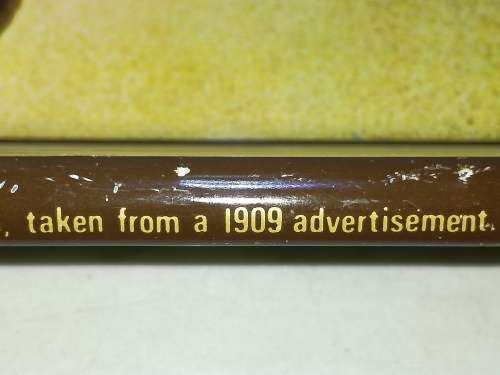 , taken from a 1909 advertisement.